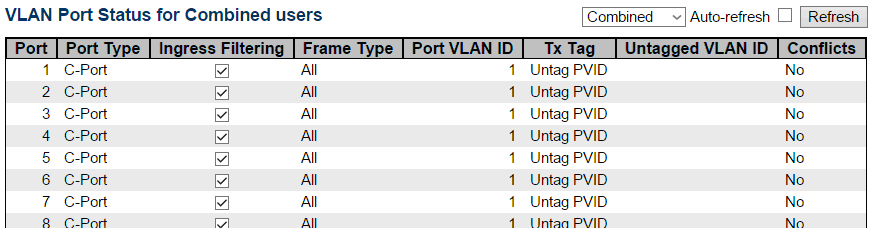 VLAN Port Status for Combined users
Combined Auto-refresh Refresh
Port Port Type Ingress Filtering Frame Type Port VLAN ID Tx Tag Untagged VLAN ID Conflicts
1 C-Port All 1 Untag PVID No
2 C-Port All 1 Untag PVID No
3 C-Port All 1 Untag PVID No
4 C-Port All 1 Untag PVID No
5 C-Port All 1 Untag PVID No
6 C-Port All 1 Untag PVID No
7 C-Port All 1 Untag PVID No
8 C-Port All 1 Untag PVID No